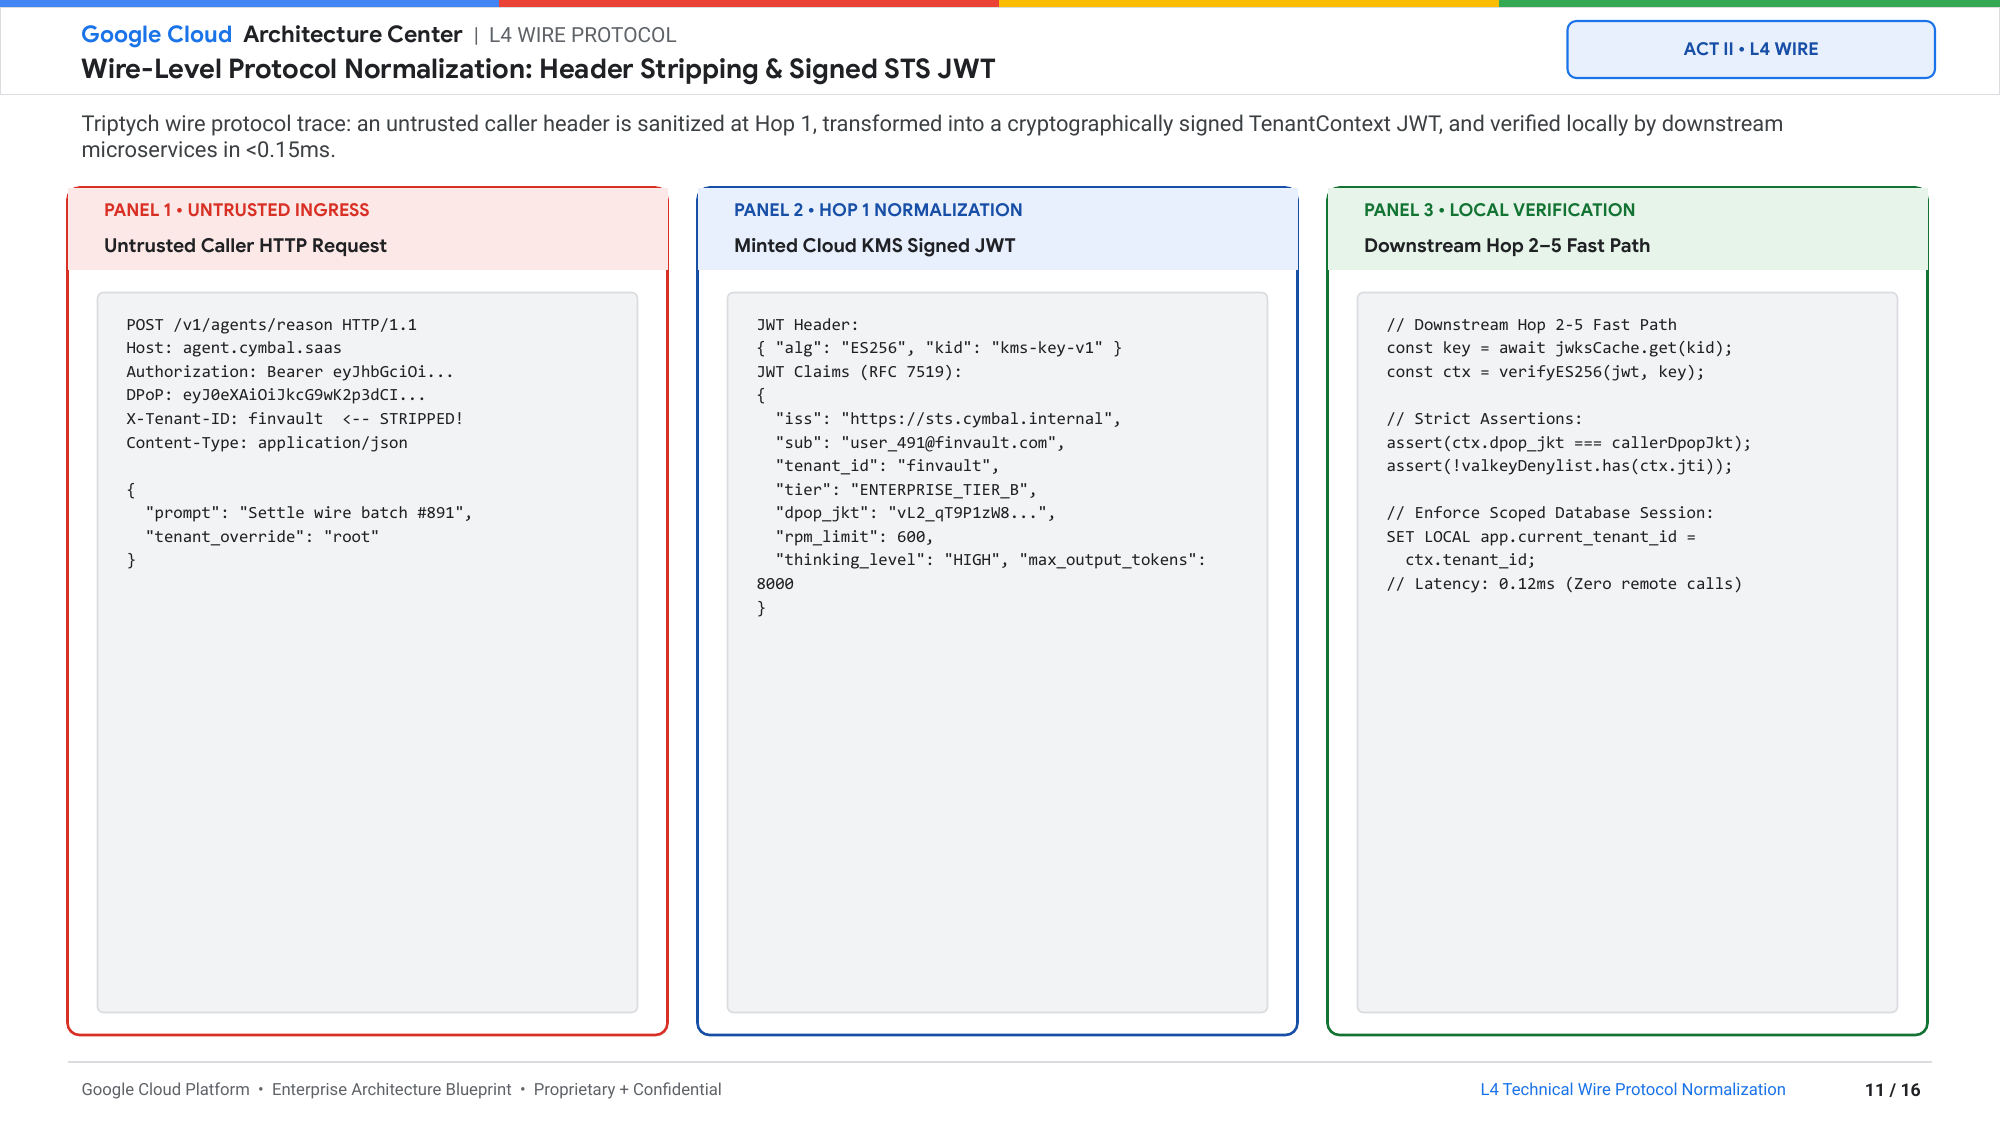 Google Cloud Architecture Center | L4 WIRE PROTOCOL
Wire-Level Protocol Normalization: Header Stripping & Signed STS JWT
ACT II • L4 WIRE
Triptych wire protocol trace: an untrusted caller header is sanitized at Hop 1, transformed into a cryptographically signed TenantContext JWT, and verified locally by downstream
microservices in <0.15ms.
PANEL 1 • UNTRUSTED INGRESS
Untrusted Caller HTTP Request
POST /v1/agents/reason HTTP/1.1
Host: agent.cymbal.saas
Authorization: Bearer eyJhbGciOi...
DPoP: eyJ0eXAiOiJkcG9wK2p3dCI...
X-Tenant-ID: finvault  <-- STRIPPED!
Content-Type: application/json
{
  "prompt": "Settle wire batch #891",
  "tenant_override": "root"
}
PANEL 2 • HOP 1 NORMALIZATION
Minted Cloud KMS Signed JWT
JWT Header:
{ "alg": "ES256", "kid": "kms-key-v1" }
JWT Claims (RFC 7519):
{
  "iss": "https://sts.cymbal.internal",
  "sub": "user_491@finvault.com",
  "tenant_id": "finvault",
  "tier": "ENTERPRISE_TIER_B",
  "dpop_jkt": "vL2_qT9P1zW8...",
  "rpm_limit": 600,
  "thinking_level": "HIGH", "max_output_tokens":
8000
}
PANEL 3 • LOCAL VERIFICATION
Downstream Hop 2–5 Fast Path
// Downstream Hop 2-5 Fast Path
const key = await jwksCache.get(kid);
const ctx = verifyES256(jwt, key);
// Strict Assertions:
assert(ctx.dpop_jkt === callerDpopJkt);
assert(!valkeyDenylist.has(ctx.jti));
// Enforce Scoped Database Session:
SET LOCAL app.current_tenant_id =
  ctx.tenant_id;
// Latency: 0.12ms (Zero remote calls)
Google Cloud Platform • Enterprise Architecture Blueprint • Proprietary + Confidential
L4 Technical Wire Protocol Normalization
11 / 16